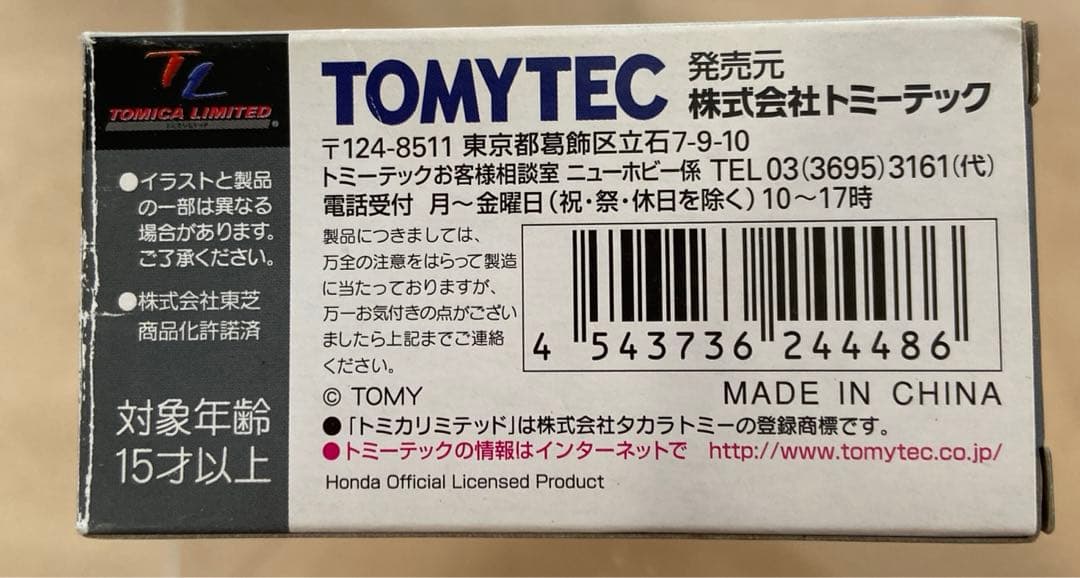 TL
TOMICA LIMITED
®
●イラストと製品
の一部は異なる
場合があります。
ご了承ください。
●株式会社東芝
商品化許諾済
対象年齢
15才以上
TOMYTEC
発売元
株式会社トミーテック
〒124-8511 東京都葛飾区立石7-9-10
トミーテックお客様相談室 ニューホビー係 TEL 03(3695)3161(代)
電話受付 月～金曜日(祝・祭・休日を除く)10～17時
製品につきましては、
万全の注意をはらって製造
に当たっておりますが、
万一お気付きの点がござい
ましたら上記までご連絡
ください。
4 543736 244486
© TOMY
MADE IN CHINA
●「トミカリミテッド」は株式会社タカラトミーの登録商標です。
●トミーテックの情報はインターネットで http://www.tomytec.co.jp/
Honda Official Licensed Product